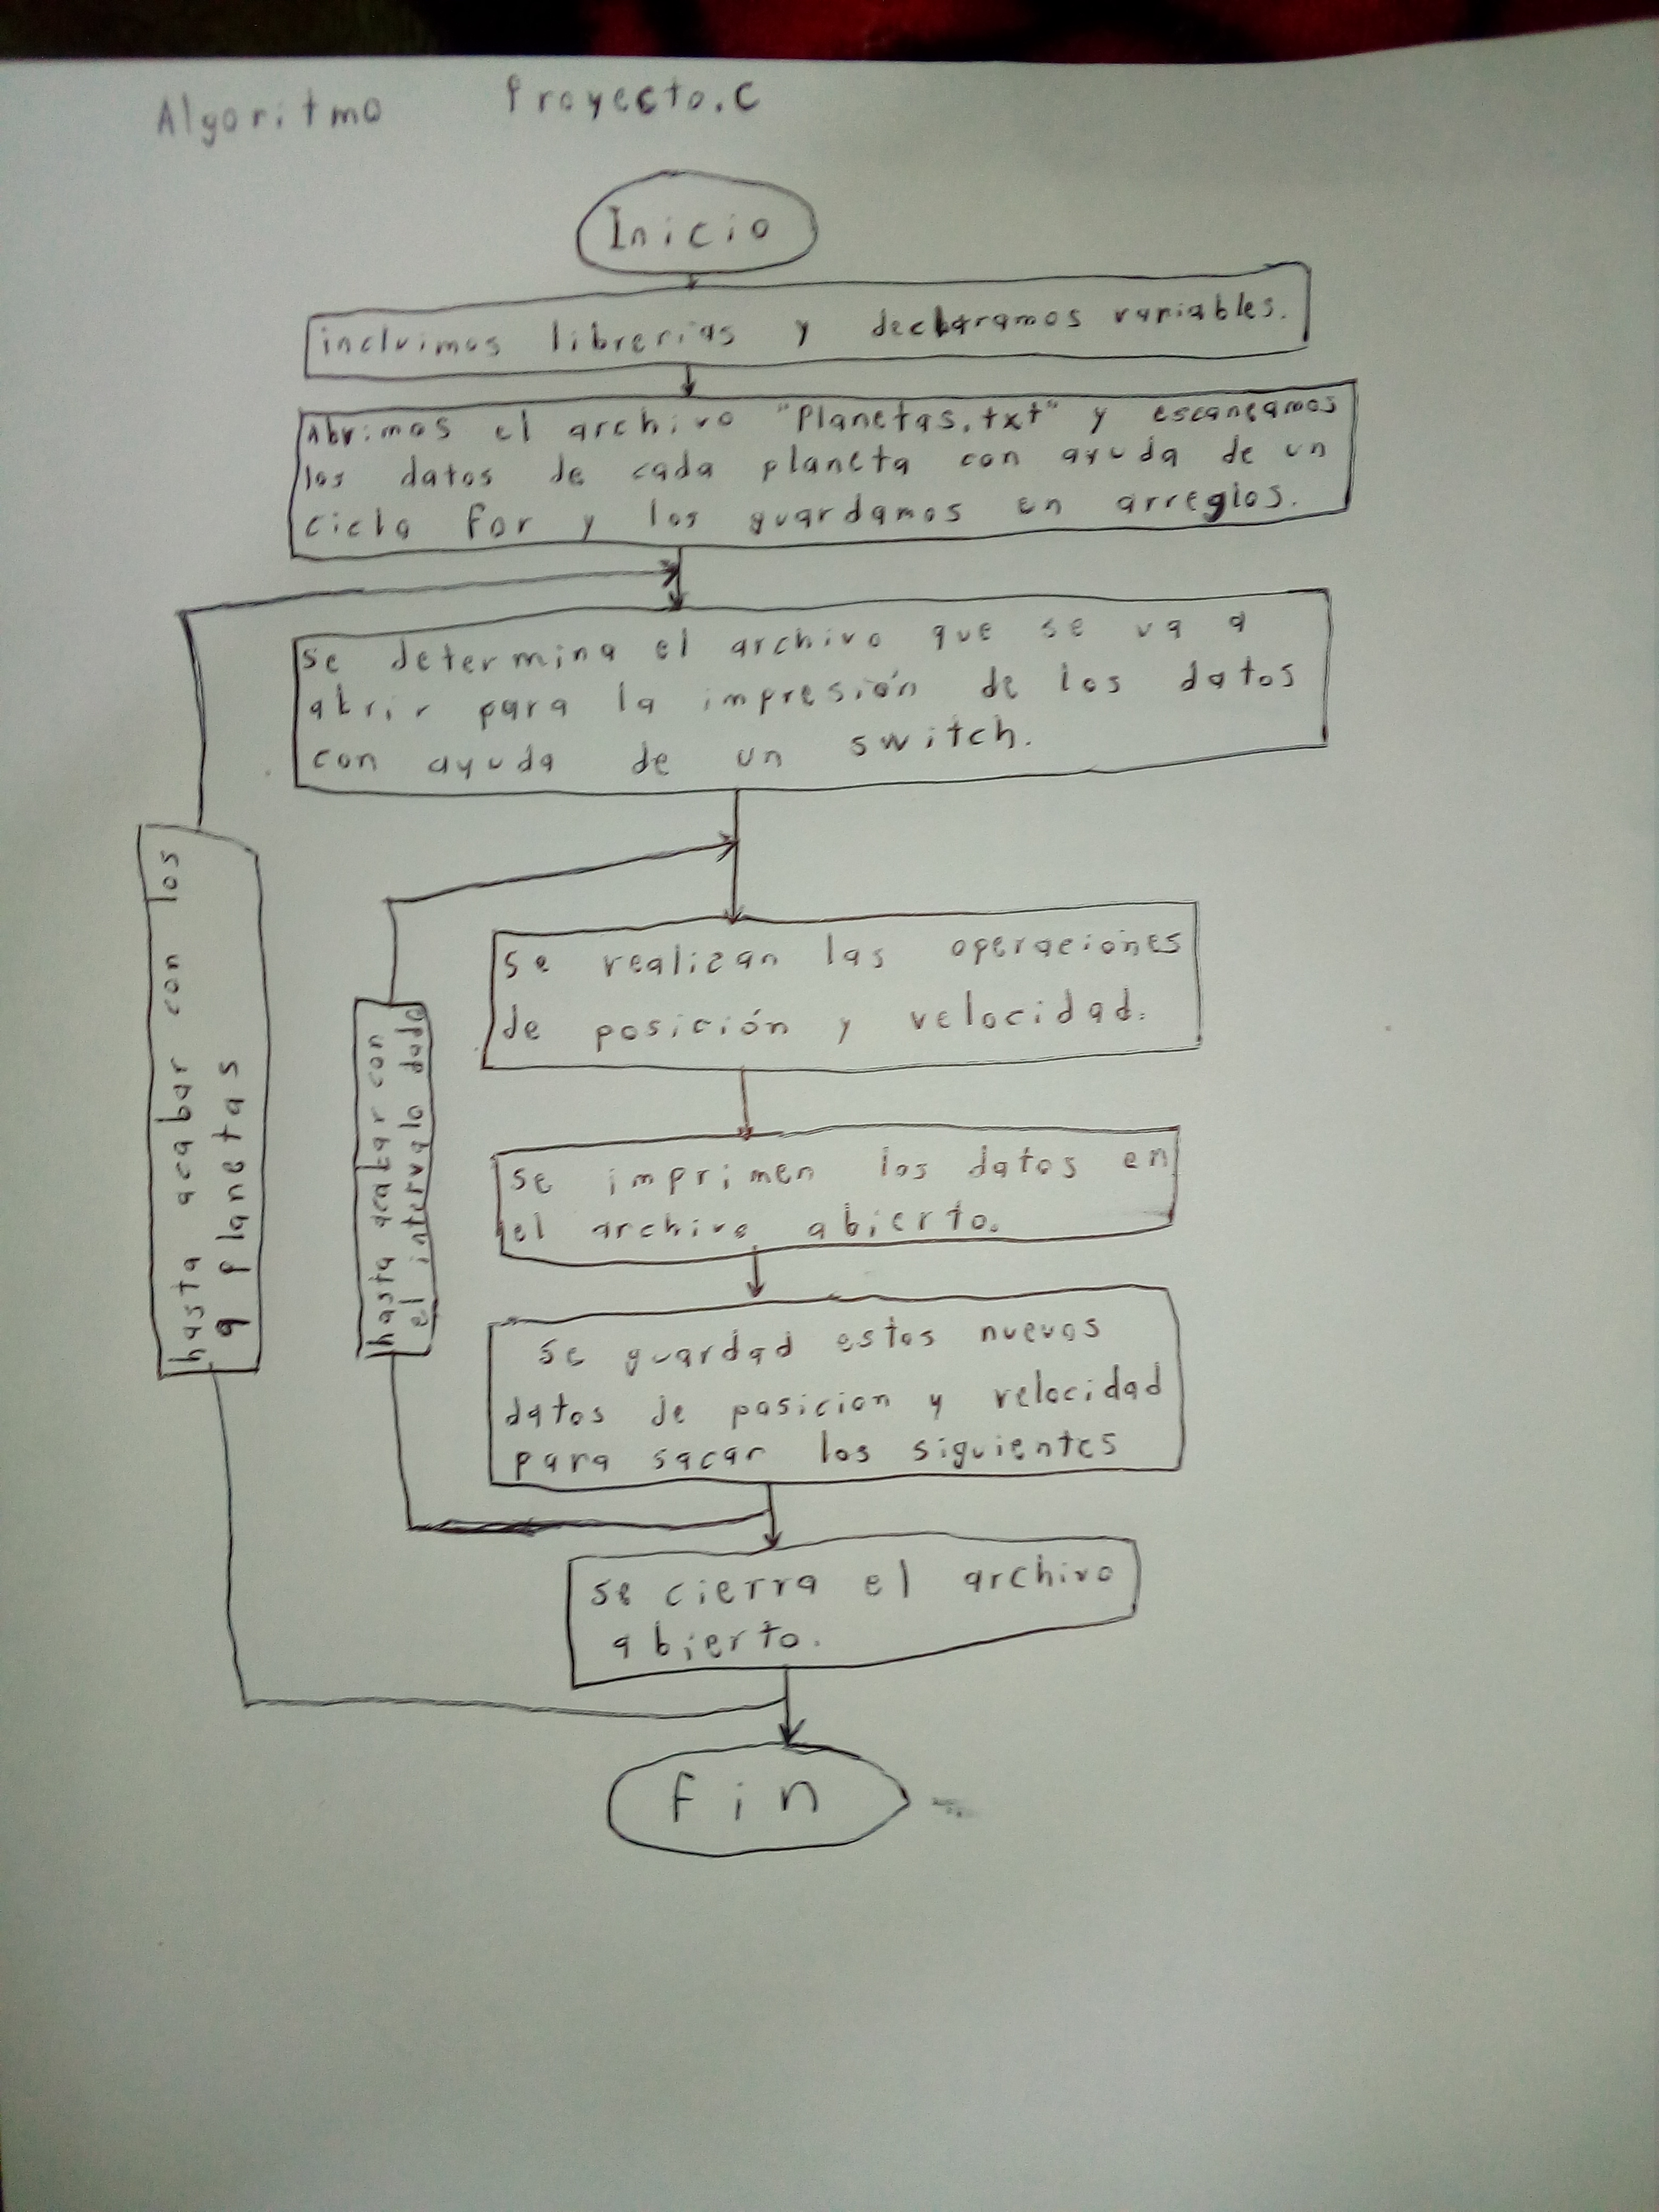 Algoritmo Proyecto.c
Inicio
incluimos librerias y declaramos variables.
Abrimos el archivo "Planetas.txt" y escaneamos
los datos de cada planeta con ayuda de un
ciclo for y los guardamos en arreglos.
se determina el archivo que se va a
abrir para la impresión de los datos
con ayuda de un switch.
hasta acabar con los
9 planetas
hasta acabar con
el intervalo dado
se realizan las operaciones
de posición y velocidad.
se imprimen los datos en
el archivo abierto.
se guardad estos nuevos
datos de posicion y velocidad
para sacar los siguientes
se cierra el archivo
abierto.
fin